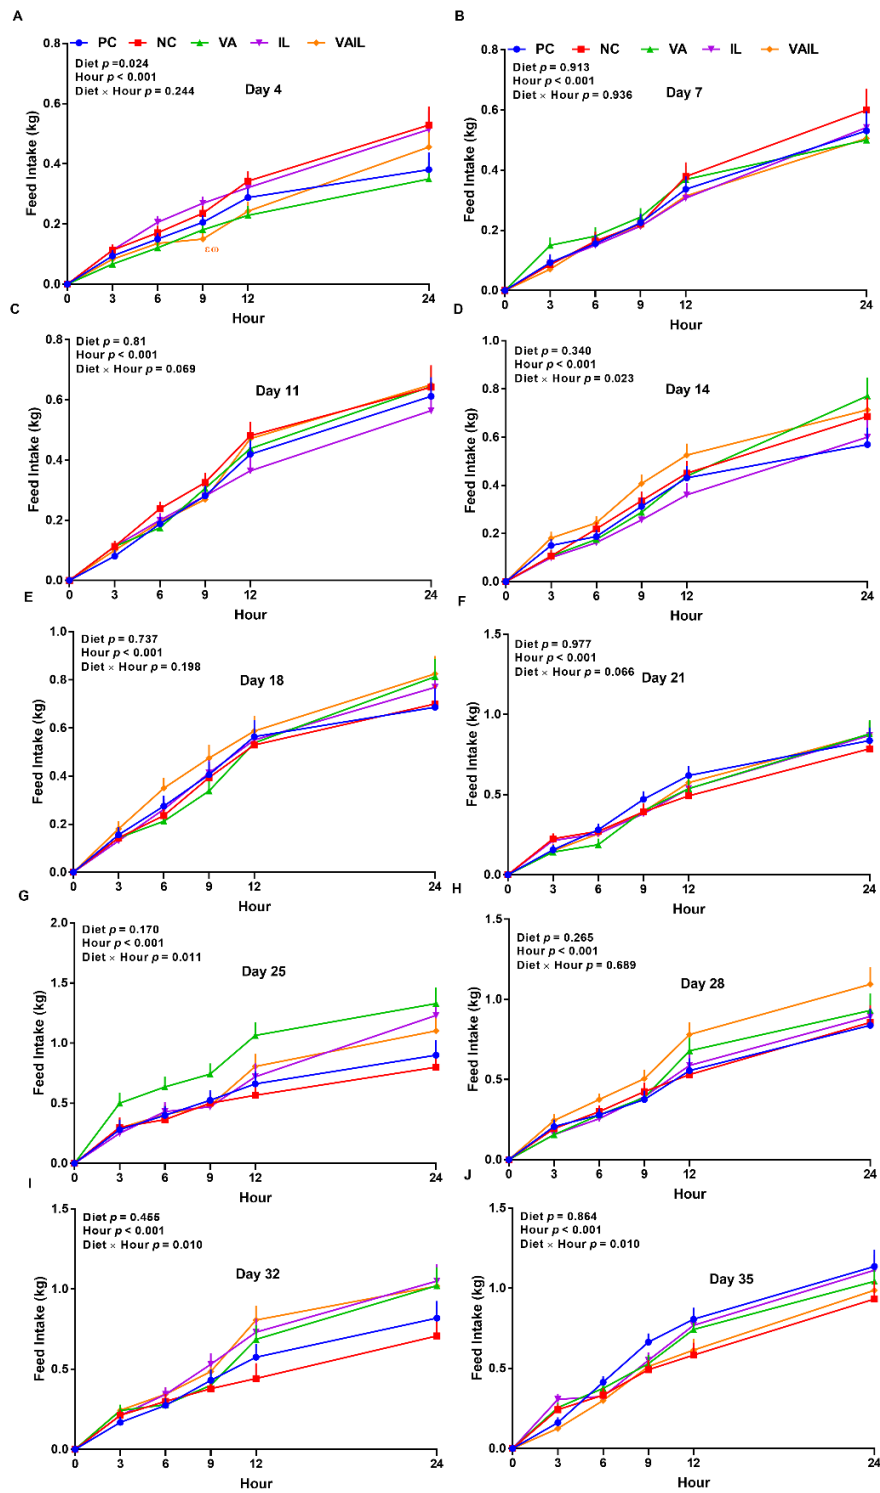 A
PC NC VA IL VAIL
Diet p =0.024
Hour p < 0.001
Diet × Hour p = 0.244
Day 4
Feed Intake (kg)
0.8
0.6
0.4
0.2
0.0
εω
0 3 6 9 12 24
Hour
B
PC NC VA IL VAIL
Diet p = 0.913
Hour p < 0.001
Diet × Hour p = 0.936
Day 7
Feed Intake (kg)
0.8
0.6
0.4
0.2
0.0
0 3 6 9 12 24
Hour
C
Diet p = 0.81
Hour p < 0.001
Diet × Hour p = 0.069
Day 11
Feed Intake (kg)
0.8
0.6
0.4
0.2
0.0
0 3 6 9 12 24
Hour
D
Diet p = 0.340
Hour p < 0.001
Diet × Hour p = 0.023
Day 14
Feed Intake (kg)
1.0
0.8
0.6
0.4
0.2
0.0
0 3 6 9 12 24
Hour
E
Diet p = 0.737
Hour p < 0.001
Diet × Hour p = 0.198
Day 18
Feed Intake (kg)
1.0
0.8
0.6
0.4
0.2
0.0
0 3 6 9 12 24
Hour
F
Diet p = 0.977
Hour p < 0.001
Diet × Hour p = 0.066
Day 21
Feed Intake (kg)
1.5
1.0
0.5
0.0
0 3 6 9 12 24
Hour
G
Diet p = 0.170
Hour p < 0.001
Diet × Hour p = 0.011
Day 25
Feed Intake (kg)
2.0
1.5
1.0
0.5
0.0
0 3 6 9 12 24
Hour
H
Diet p = 0.265
Hour p < 0.001
Diet × Hour p = 0.689
Day 28
Feed Intake (kg)
1.5
1.0
0.5
0.0
0 3 6 9 12 24
Hour
I
Diet p = 0.455
Hour p < 0.001
Diet × Hour p = 0.010
Day 32
Feed Intake (kg)
1.5
1.0
0.5
0.0
0 3 6 9 12 24
Hour
J
Diet p = 0.864
Hour p < 0.001
Diet × Hour p = 0.010
Day 35
Feed Intake (kg)
1.5
1.0
0.5
0.0
0 3 6 9 12 24
Hour